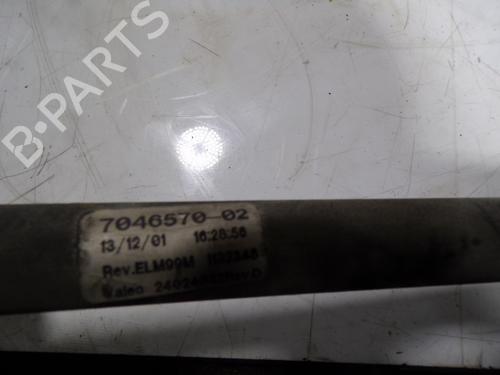 B-PARTS
7046570-02
13/12/01 16:28:56
Rev.ELM99M
Valeo